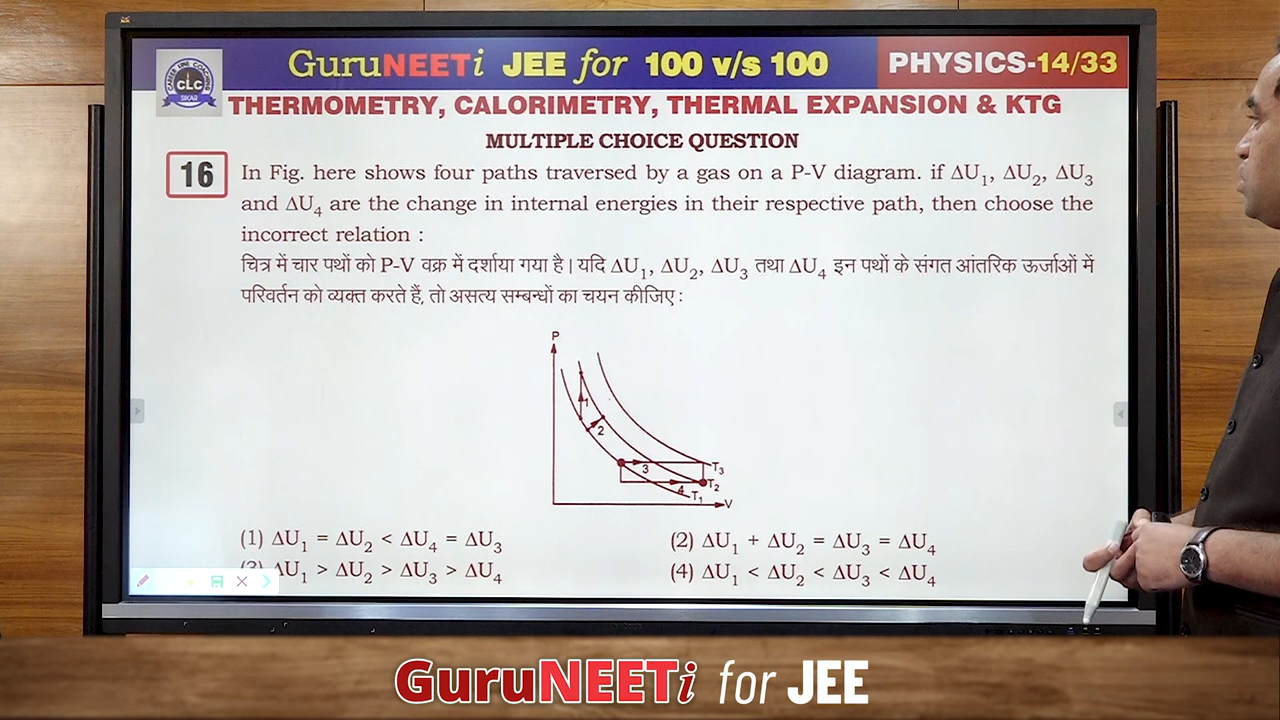 GuruNEETi JEE for 100 v/s 100
PHYSICS-14/33
CAREER LINE COACHING
CLC
SIKAR
THERMOMETRY, CALORIMETRY, THERMAL EXPANSION & KTG
MULTIPLE CHOICE QUESTION
16
In Fig. here shows four paths traversed by a gas on a P-V diagram. if ΔU₁, ΔU₂, ΔU₃
and ΔU₄ are the change in internal energies in their respective path, then choose the
incorrect relation :
चित्र में चार पथों को P-V वक्र में दर्शाया गया है। यदि ΔU₁, ΔU₂, ΔU₃ तथा ΔU₄ इन पथों के संगत आंतरिक ऊर्जाओं में
परिवर्तन को व्यक्त करते हैं, तो असत्य सम्बन्धों का चयन कीजिए :
P
1
2
3
T₃
T₂
4
T₁
V
(1) ΔU₁ = ΔU₂ < ΔU₄ = ΔU₃
(2) ΔU₁ + ΔU₂ = ΔU₃ = ΔU₄
ΔU₁ > ΔU₂ > ΔU₃ > ΔU₄
(4) ΔU₁ < ΔU₂ < ΔU₃ < ΔU₄
GuruNEETi for JEE